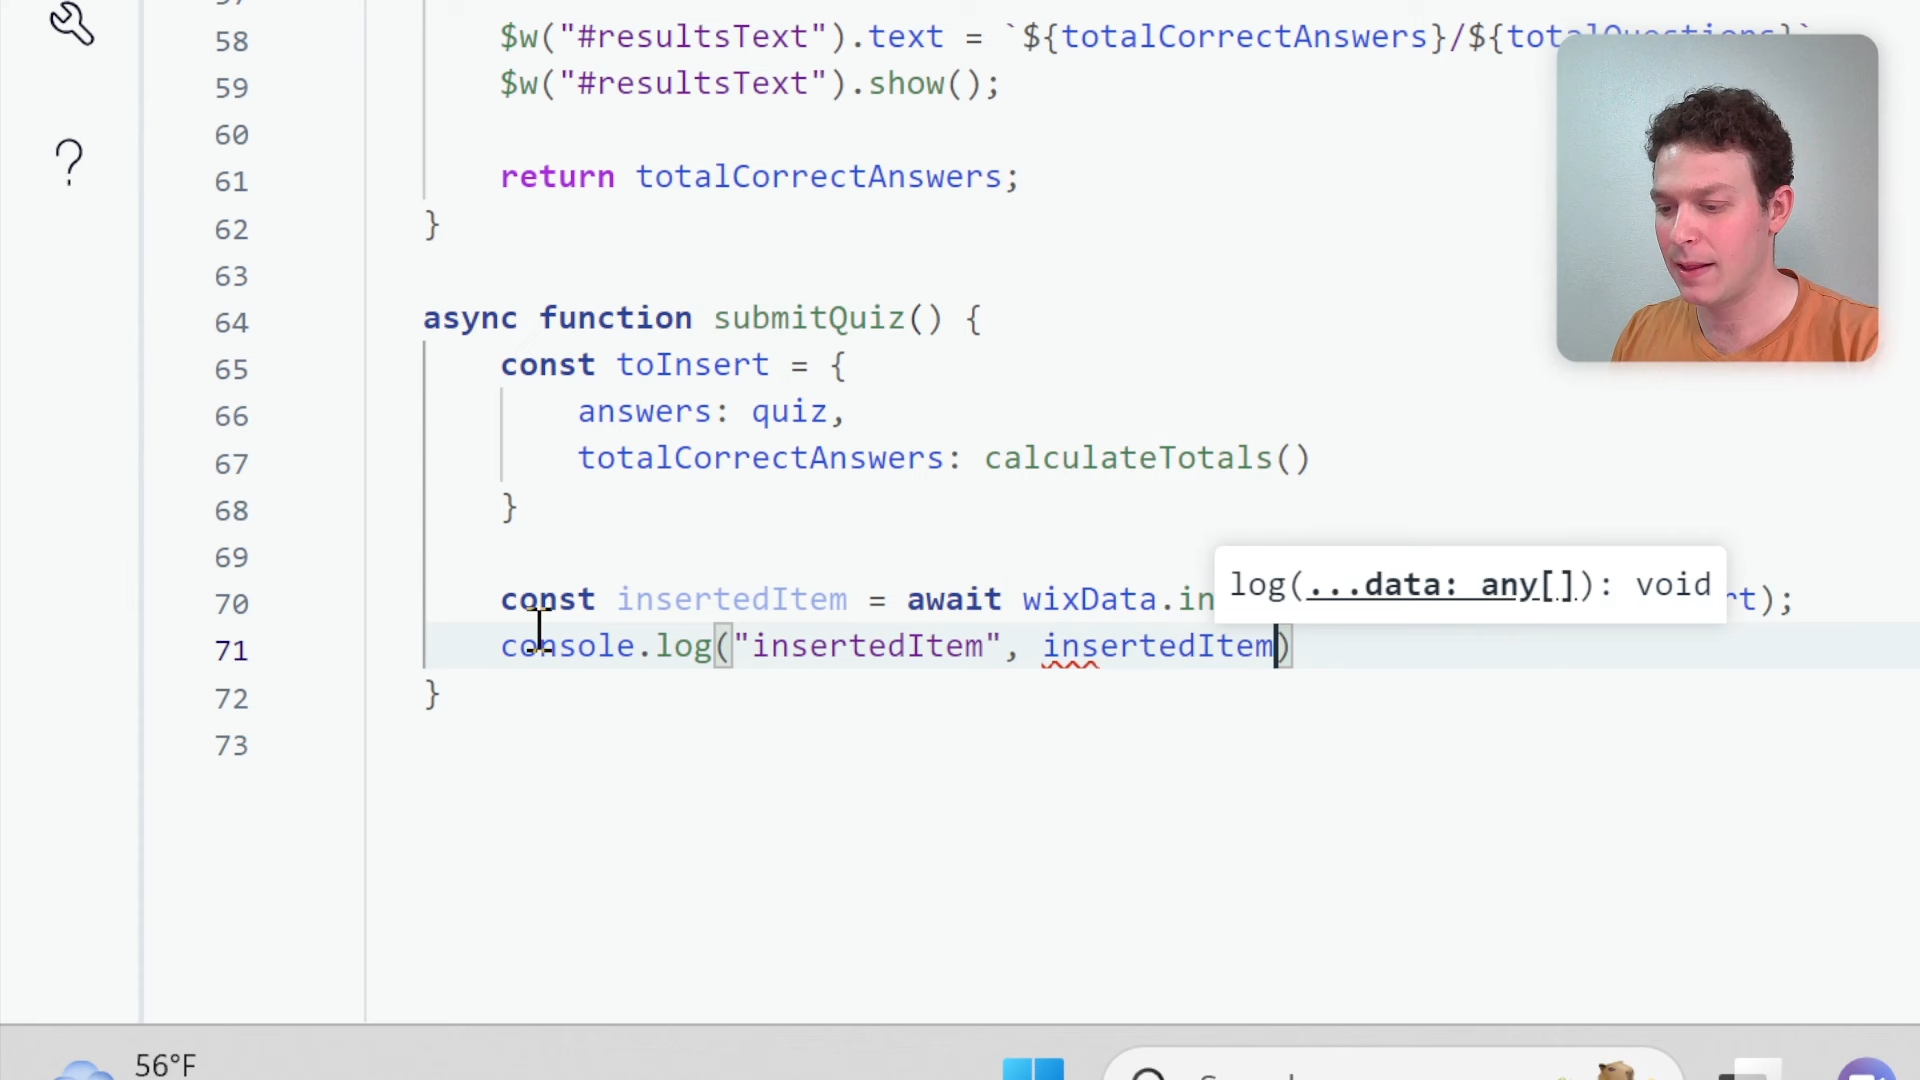 58 $w("#resultsText").text = `${totalCorrectAnswers}/${totalQuestions}`
59 $w("#resultsText").show();
60
61 return totalCorrectAnswers;
62 }
63
64 async function submitQuiz() {
65 const toInsert = {
66 answers: quiz,
67 totalCorrectAnswers: calculateTotals()
68 }
69
log(...data: any[]): void
70 const insertedItem = await wixData.in rt);
71 console.log("insertedItem", insertedItem)
72 }
73
56°F